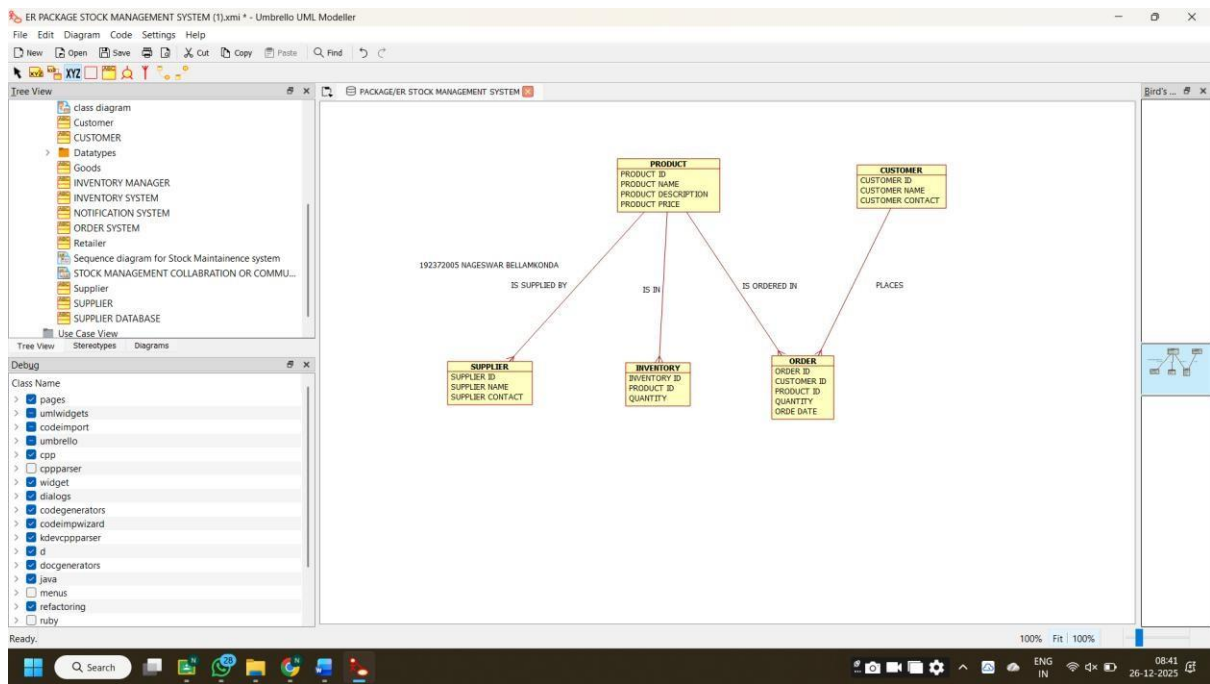 ER PACKAGE STOCK MANAGEMENT SYSTEM (1).xmi * - Umbrello UML Modeller
File Edit Diagram Code Settings Help
New Open Save Cut Copy Paste Find
XYZ
Tree View
PACKAGE/ER STOCK MANAGEMENT SYSTEM
Bird's ...
class diagram
Customer
CUSTOMER
Datatypes
Goods
INVENTORY MANAGER
INVENTORY SYSTEM
NOTIFICATION SYSTEM
ORDER SYSTEM
Retailer
Sequence diagram for Stock Maintainence system
STOCK MANAGEMENT COLLABRATION OR COMMU...
Supplier
SUPPLIER
SUPPLIER DATABASE
Use Case View
Tree View Stereotypes Diagrams
Debug
Class Name
pages
umlwidgets
codeimport
umbrello
cpp
cppparser
widget
dialogs
codegenerators
codeimpwizard
kdevcppparser
d
docgenerators
java
menus
refactoring
ruby
PRODUCT
PRODUCT ID
PRODUCT NAME
PRODUCT DESCRIPTION
PRODUCT PRICE
CUSTOMER
CUSTOMER ID
CUSTOMER NAME
CUSTOMER CONTACT
192372005 NAGESWAR BELLAMKONDA
IS SUPPLIED BY
IS IN
IS ORDERED IN
PLACES
SUPPLIER
SUPPLIER ID
SUPPLIER NAME
SUPPLIER CONTACT
INVENTORY
INVENTORY ID
PRODUCT ID
QUANTITY
ORDER
ORDER ID
CUSTOMER ID
PRODUCT ID
QUANTITY
ORDE DATE
Ready.
100% Fit 100%
Search
28
ENG
IN
08:41
26-12-2025